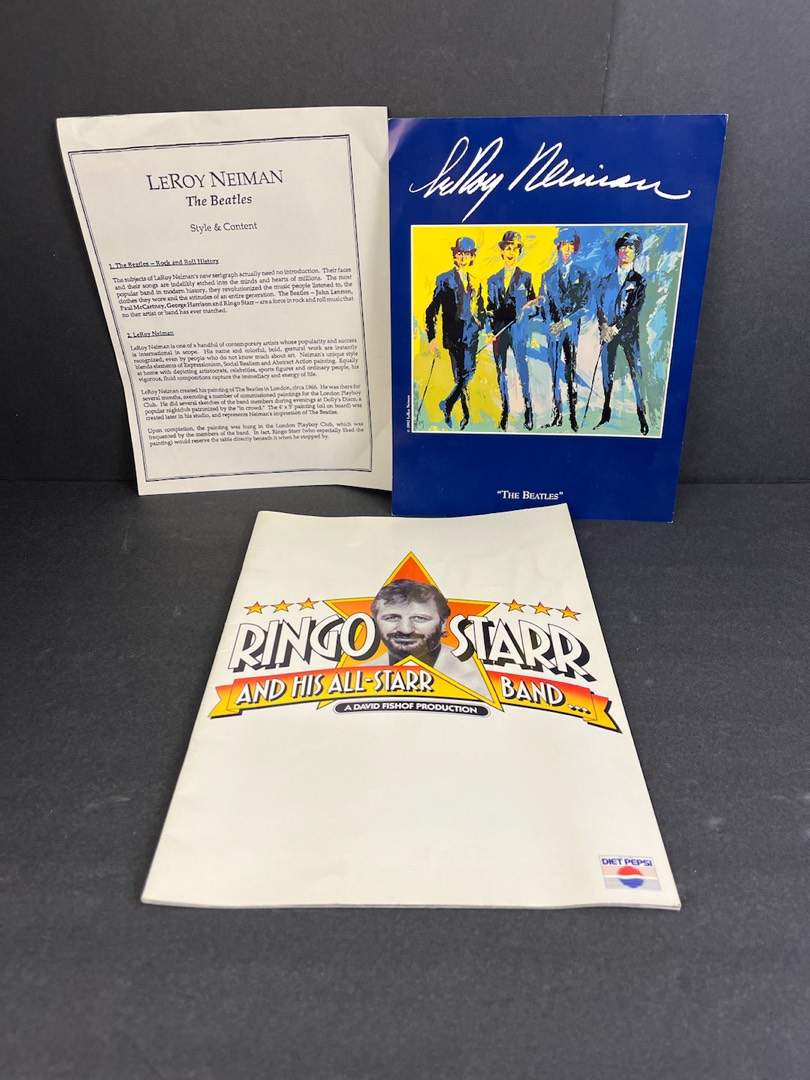 LEROY NEIMAN
The Beatles
Style & Content
1. The Beatles – Rock and Roll History
The subjects of LeRoy Neiman's new serigraph actually need no introduction. Their faces
and their songs are indelibly etched into the minds and hearts of millions. The most
popular band in modern history, they revolutionized the music people listened to, the
clothes they wore and the attitudes of an entire generation. The Beatles – John Lennon,
Paul McCartney, George Harrison and Ringo Starr – are a force in rock and roll music that
no other artist or band has ever matched.
2. LeRoy Neiman
LeRoy Neiman is one of a handful of contemporary artists whose popularity and success
is international in scope. His name and colorful, bold, gestural work are instantly
recognized, even by people who do not know much about art. Neiman's unique style
blends elements of Expressionism, Social Realism and Abstract Action painting. Equally
at home with depicting aristocrats, celebrities, sports figures and ordinary people, his
vigorous, fluid compositions capture the immediacy and energy of life.
LeRoy Neiman created his painting of The Beatles in London, circa 1966. He was there for
several months, executing a number of commissioned paintings for the London Playboy
Club. He did several sketches of the band members during evenings at Dolly's Disco, a
popular nightclub patronized by the "in crowd." The 6' x 9' painting (oil on board) was
created later in his studio, and represents Neiman's impression of The Beatles.
Upon completion, the painting was hung in the London Playboy Club, which was
frequented by the members of the band. In fact, Ringo Starr (who especially liked the
painting) would reserve the table directly beneath it when he stopped by.
LeRoy Neiman
"THE BEATLES"
RINGO STARR
AND HIS ALL-STARR BAND...
A DAVID FISHOF PRODUCTION
DIET PEPSI